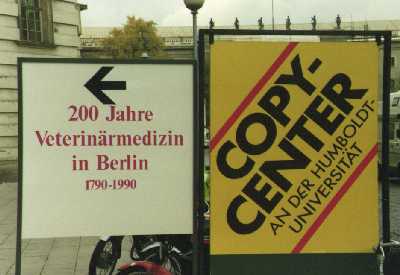 200 Jahre
Veterinärmedizin
in Berlin
1790-1990
COPY-
CENTER
AN DER HUMBOLDT-
UNIVERSITÄT